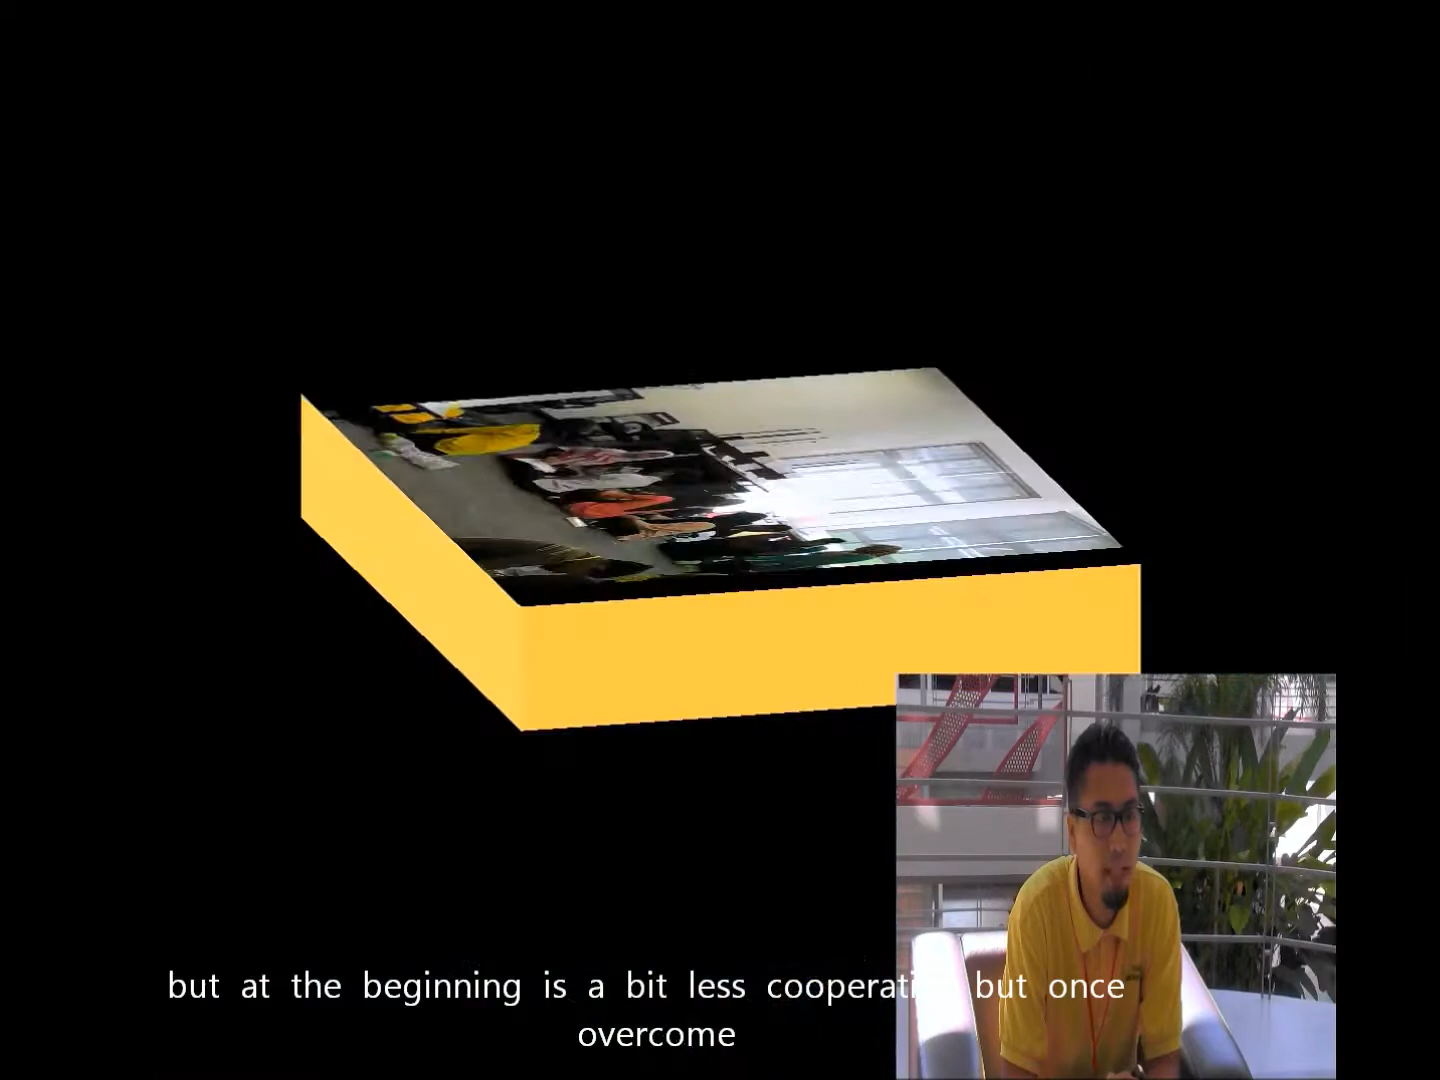 but at the beginning is a bit less but once
overcome